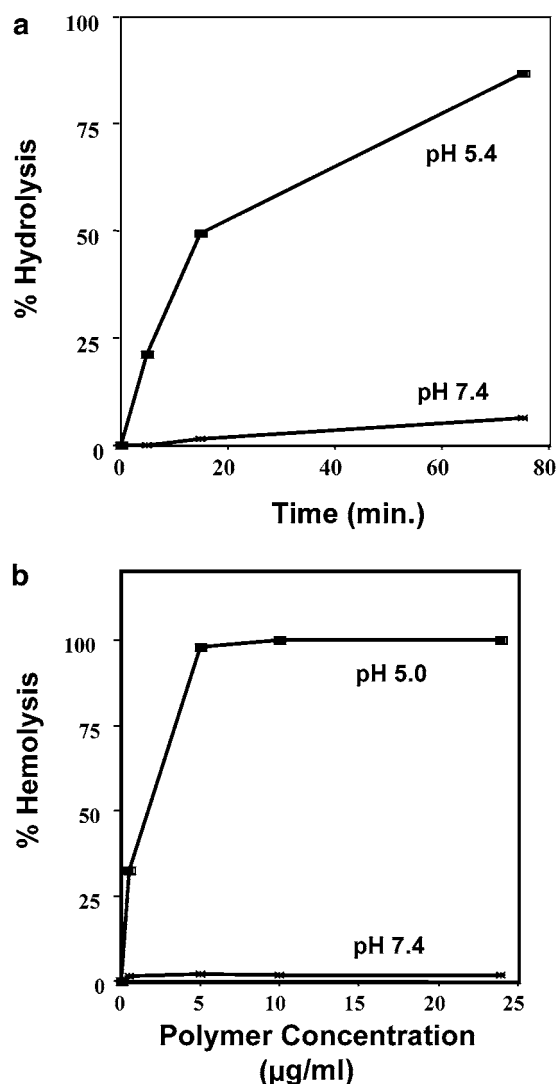 a
100
75
50
25
0
% Hydrolysis
pH 5.4
pH 7.4
0 20 40 60 80
Time (min.)
b
100
75
50
25
0
% Hemolysis
pH 5.0
pH 7.4
0 5 10 15 20 25
Polymer Concentration
(µg/ml)